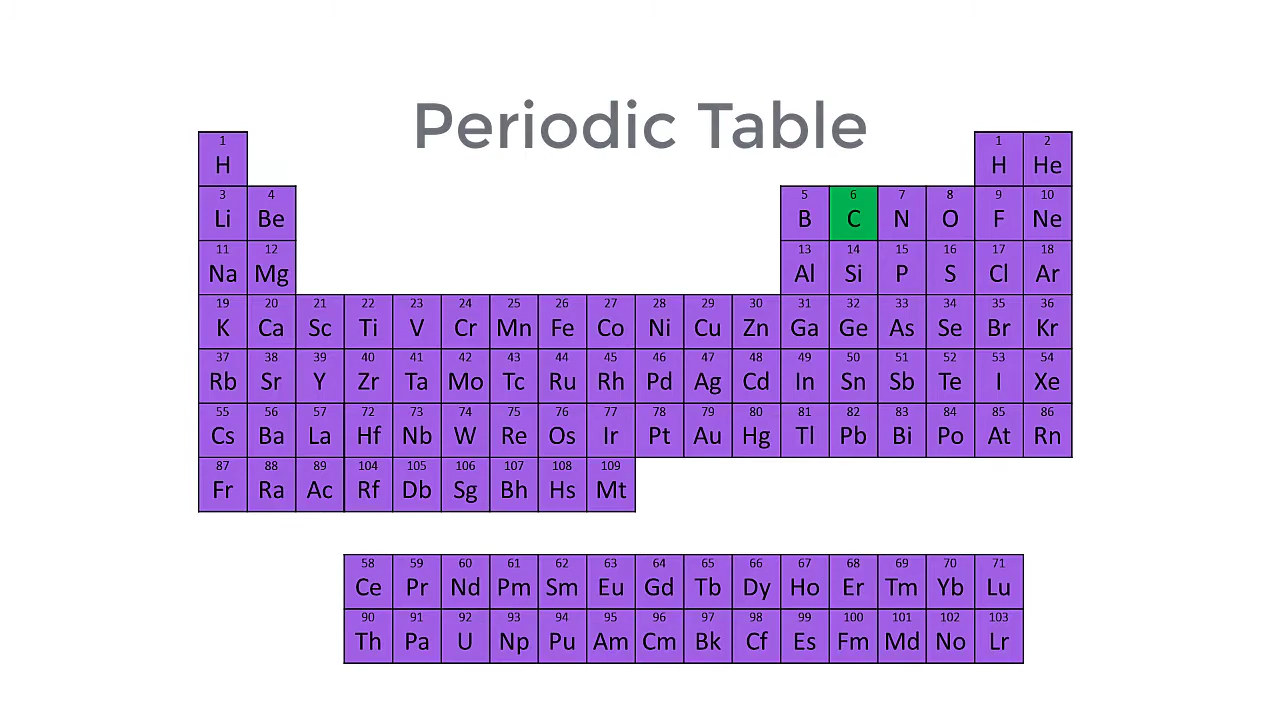 Periodic Table
1 1 2
H H He
3 4 5 6 7 8 9 10
Li Be B C N O F Ne
11 12 13 14 15 16 17 18
Na Mg Al Si P S Cl Ar
19 20 21 22 23 24 25 26 27 28 29 30 31 32 33 34 35 36
K Ca Sc Ti V Cr Mn Fe Co Ni Cu Zn Ga Ge As Se Br Kr
37 38 39 40 41 42 43 44 45 46 47 48 49 50 51 52 53 54
Rb Sr Y Zr Ta Mo Tc Ru Rh Pd Ag Cd In Sn Sb Te I Xe
55 56 57 72 73 74 75 76 77 78 79 80 81 82 83 84 85 86
Cs Ba La Hf Nb W Re Os Ir Pt Au Hg Tl Pb Bi Po At Rn
87 88 89 104 105 106 107 108 109
Fr Ra Ac Rf Db Sg Bh Hs Mt
58 59 60 61 62 63 64 65 66 67 68 69 70 71
Ce Pr Nd Pm Sm Eu Gd Tb Dy Ho Er Tm Yb Lu
90 91 92 93 94 95 96 97 98 99 100 101 102 103
Th Pa U Np Pu Am Cm Bk Cf Es Fm Md No Lr